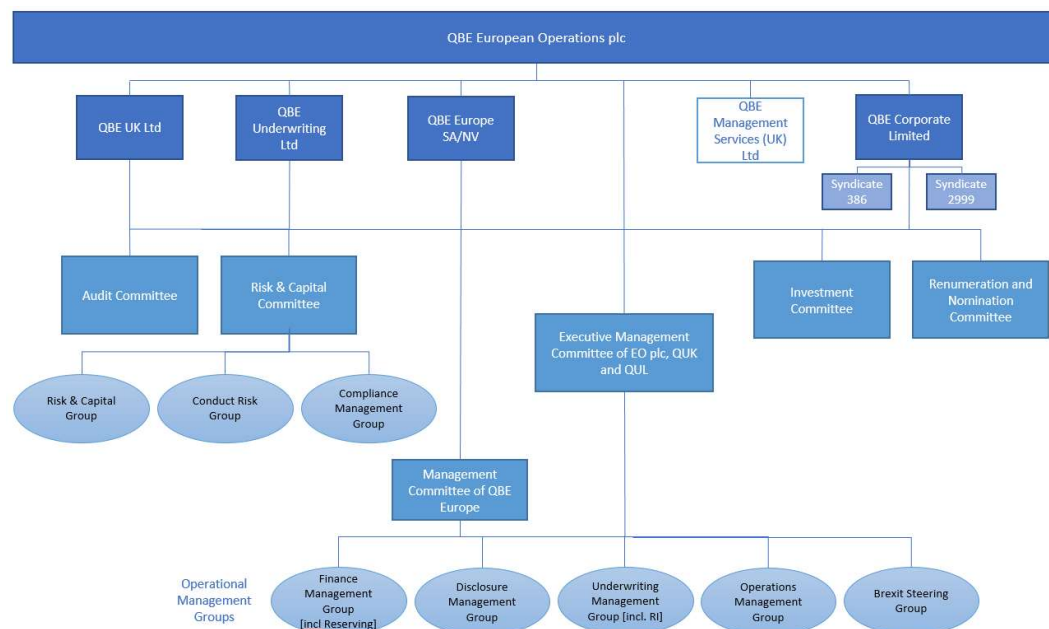 QBE European Operations plc
QBE UK Ltd
QBE
Underwriting
Ltd
QBE Europe
SA/NV
QBE
Management
Services (UK)
Ltd
QBE Corporate
Limited
Syndicate
386
Syndicate
2999
Audit Committee
Risk & Capital
Committee
Investment
Committee
Renumeration and
Nomination
Committee
Executive Management
Committee of EO plc, QUK
and QUL
Risk & Capital
Group
Conduct Risk
Group
Compliance
Management
Group
Management
Committee of QBE
Europe
Operational
Management
Groups
Finance
Management
Group
[incl Reserving]
Disclosure
Management
Group
Underwriting
Management
Group [incl. RI]
Operations
Management
Group
Brexit Steering
Group